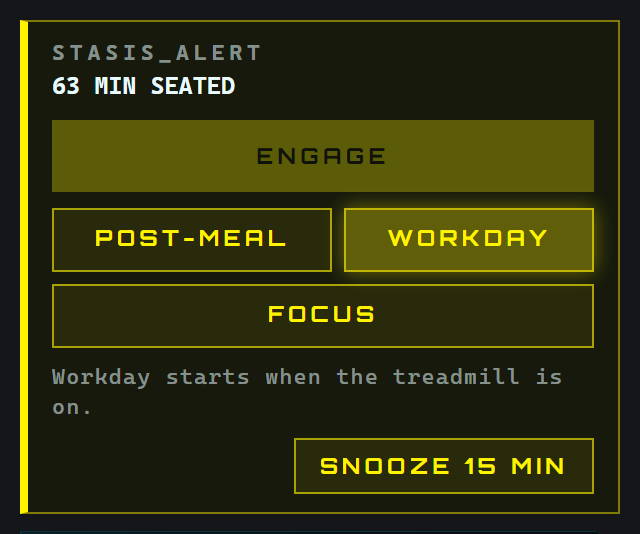 STASIS_ALERT
63 MIN SEATED
ENGAGE
POST-MEAL
WORKDAY
FOCUS
Workday starts when the treadmill is
on.
SNOOZE 15 MIN